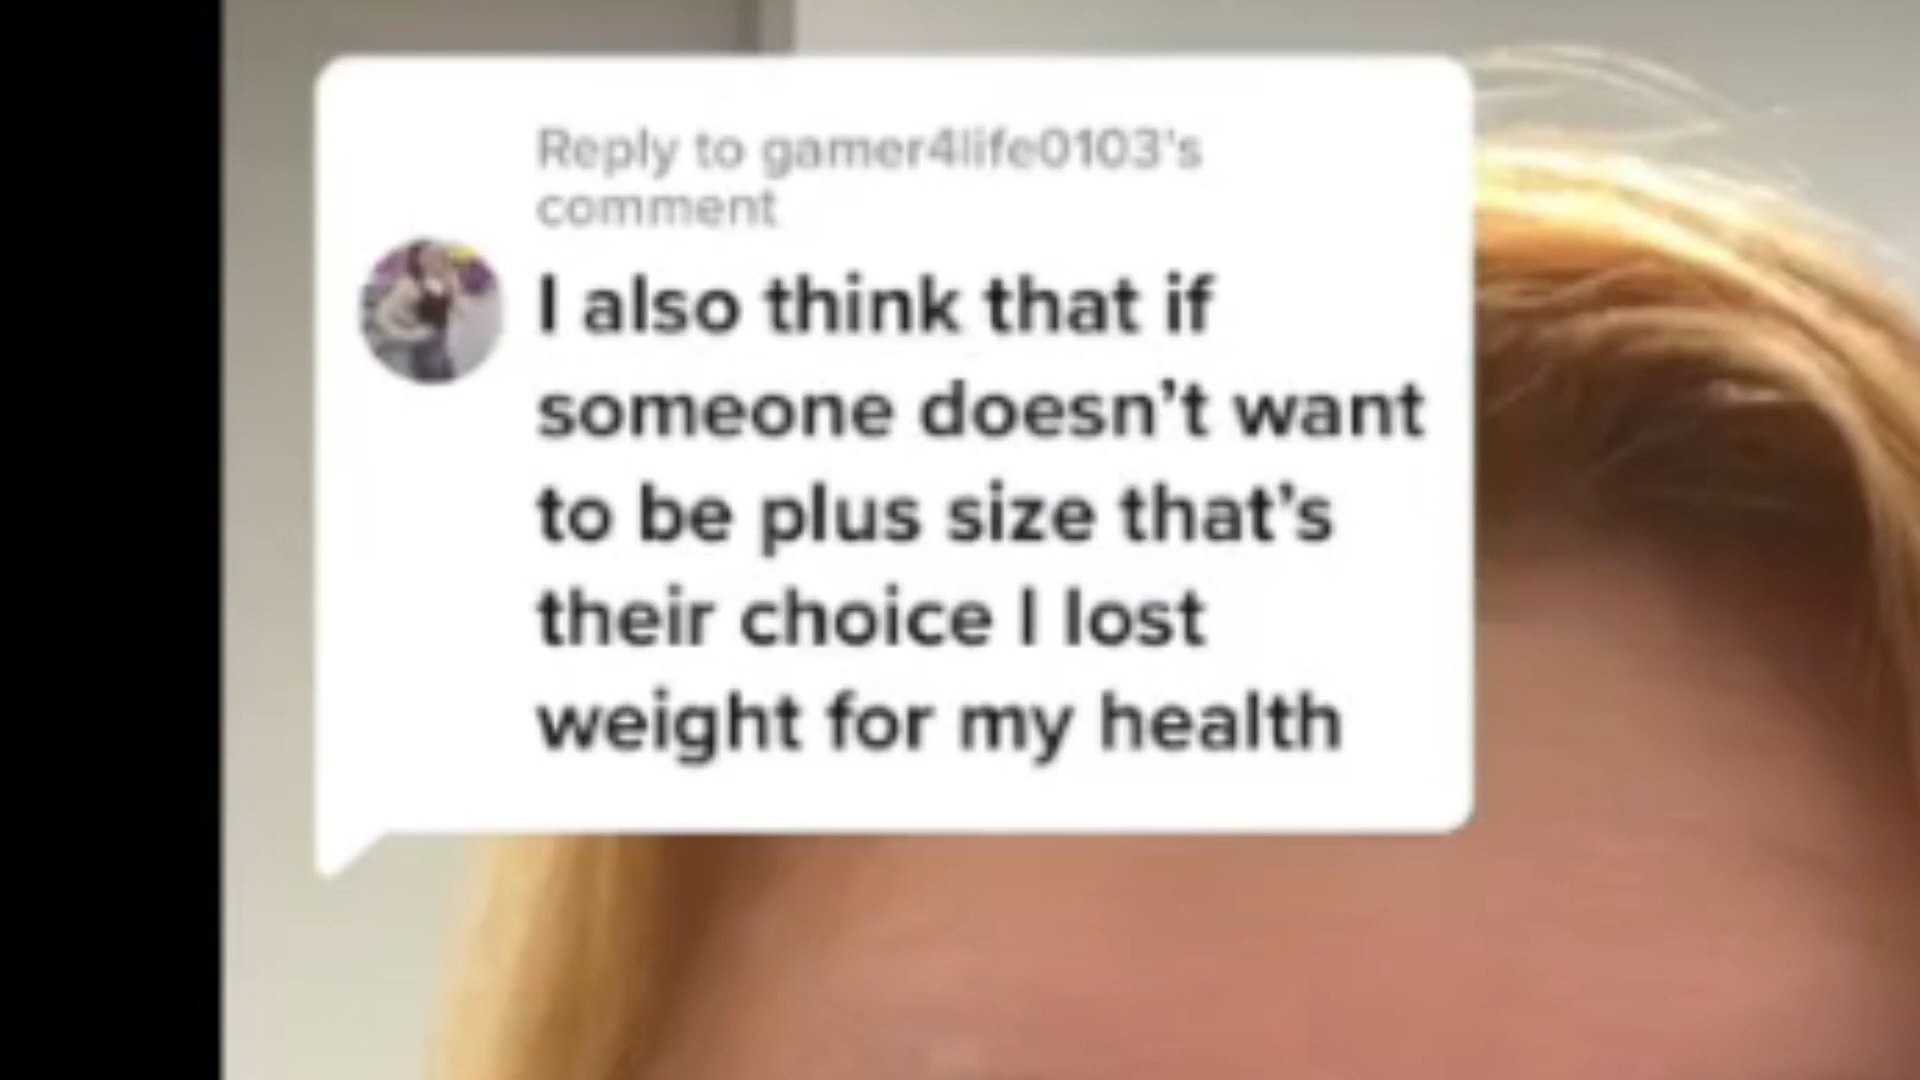 Reply to gamer4life0103's
comment
I also think that if
someone doesn’t want
to be plus size that’s
their choice I lost
weight for my health